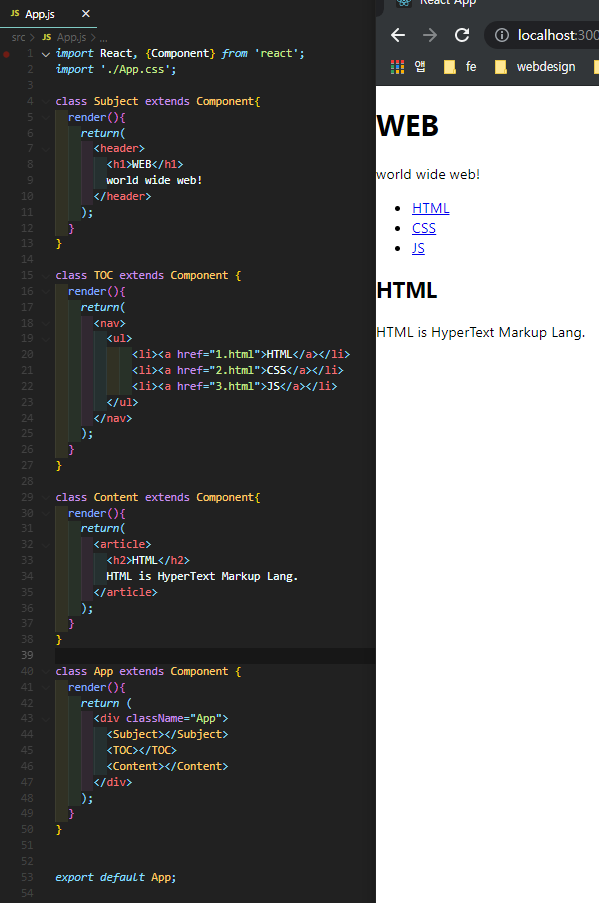 JS App.js ×
src > JS App.js > ...
1 import React, {Component} from 'react';
2 import './App.css';
3
4 class Subject extends Component{
5 render(){
6 return(
7 <header>
8 <h1>WEB</h1>
9 world wide web!
10 </header>
11 );
12 }
13 }
14
15 class TOC extends Component {
16 render(){
17 return(
18 <nav>
19 <ul>
20 <li><a href="1.html">HTML</a></li>
21 <li><a href="2.html">CSS</a></li>
22 <li><a href="3.html">JS</a></li>
23 </ul>
24 </nav>
25 );
26 }
27 }
28
29 class Content extends Component{
30 render(){
31 return(
32 <article>
33 <h2>HTML</h2>
34 HTML is HyperText Markup Lang.
35 </article>
36 );
37 }
38 }
39
40 class App extends Component {
41 render(){
42 return (
43 <div className="App">
44 <Subject></Subject>
45 <TOC></TOC>
46 <Content></Content>
47 </div>
48 );
49 }
50 }
51
52
53 export default App;
54
React App
localhost:300
앱 fe webdesign
WEB
world wide web!
HTML
CSS
JS
HTML
HTML is HyperText Markup Lang.